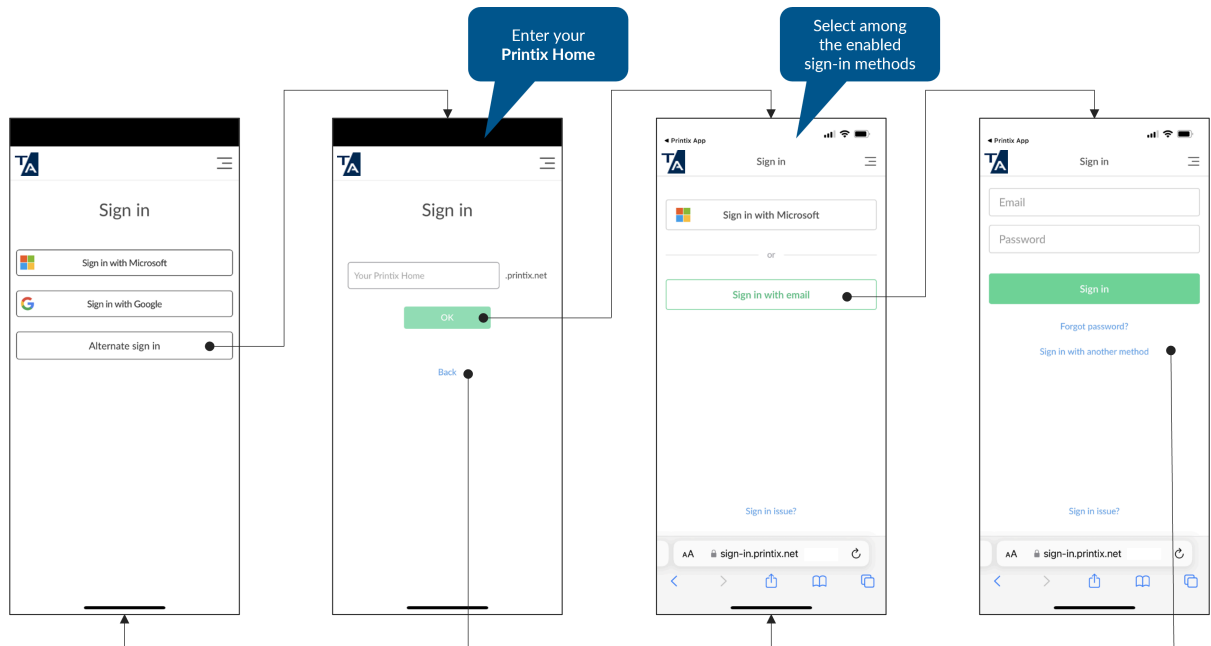 Enter your
Printix Home
Select among
the enabled
sign-in methods
TA
Sign in
Sign in with Microsoft
Sign in with Google
Alternate sign in
TA
Sign in
Your Printix Home
.printix.net
OK
Back
◀ Printix App
TA
Sign in
Sign in with Microsoft
or
Sign in with email
Sign in issue?
AA
sign-in.printix.net
◀ Printix App
TA
Sign in
Email
Password
Sign in
Forgot password?
Sign in with another method
Sign in issue?
AA
sign-in.printix.net